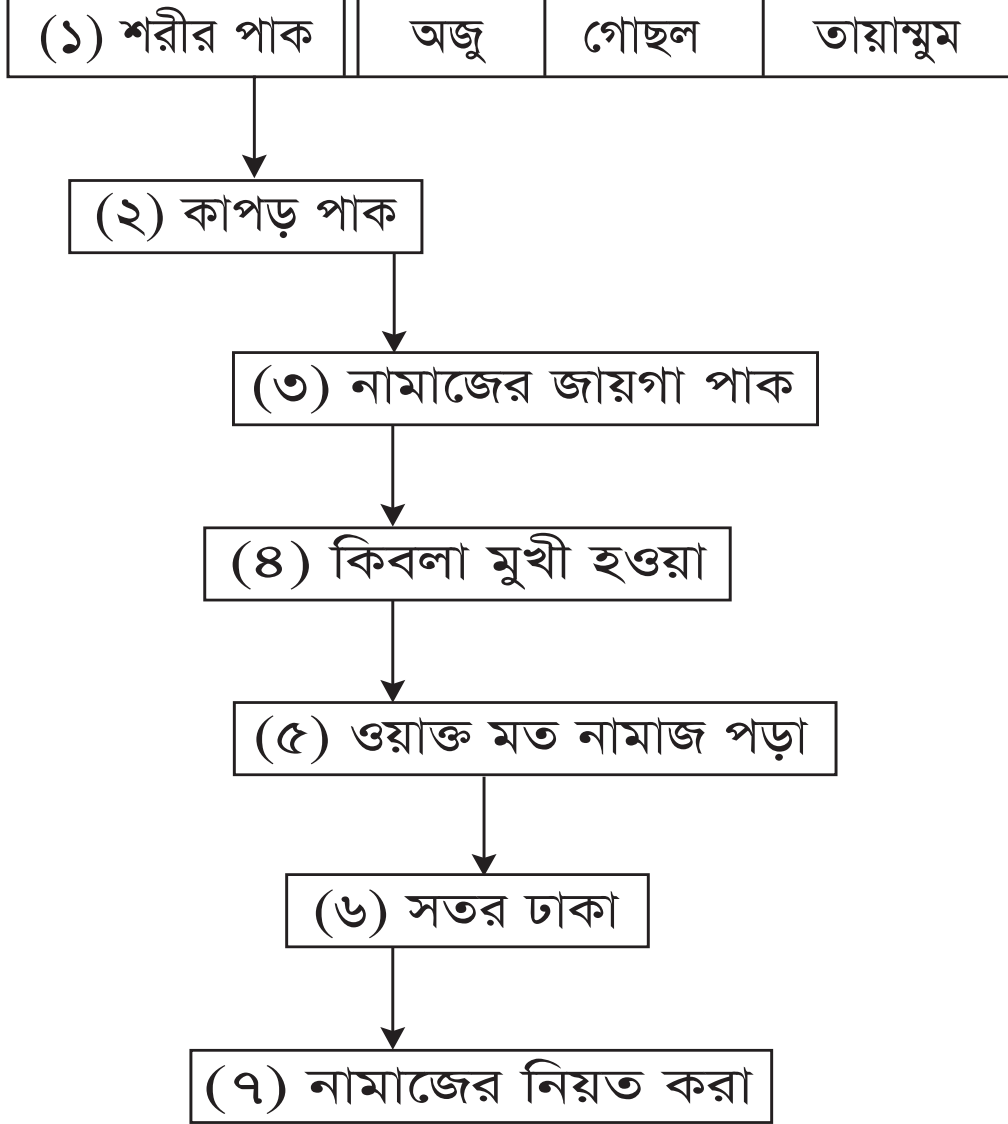 (১) শরীর পাক অজু গোছল তায়াম্মুম
(২) কাপড় পাক
(৩) নামাজের জায়গা পাক
(৪) কিবলা মুখী হওয়া
(৫) ওয়াক্ত মত নামাজ পড়া
(৬) সতর ঢাকা
(৭) নামাজের নিয়ত করা